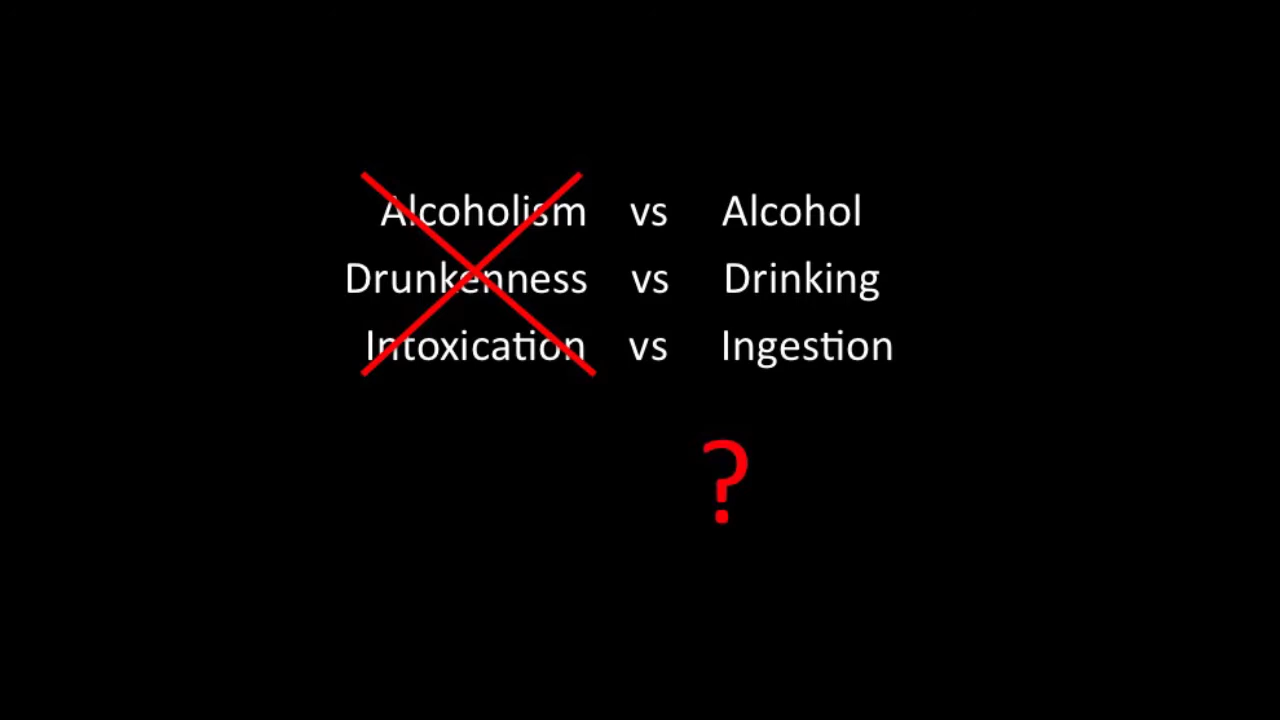 Alcoholism vs Alcohol
Drunkenness vs Drinking
Intoxication vs Ingestion
?